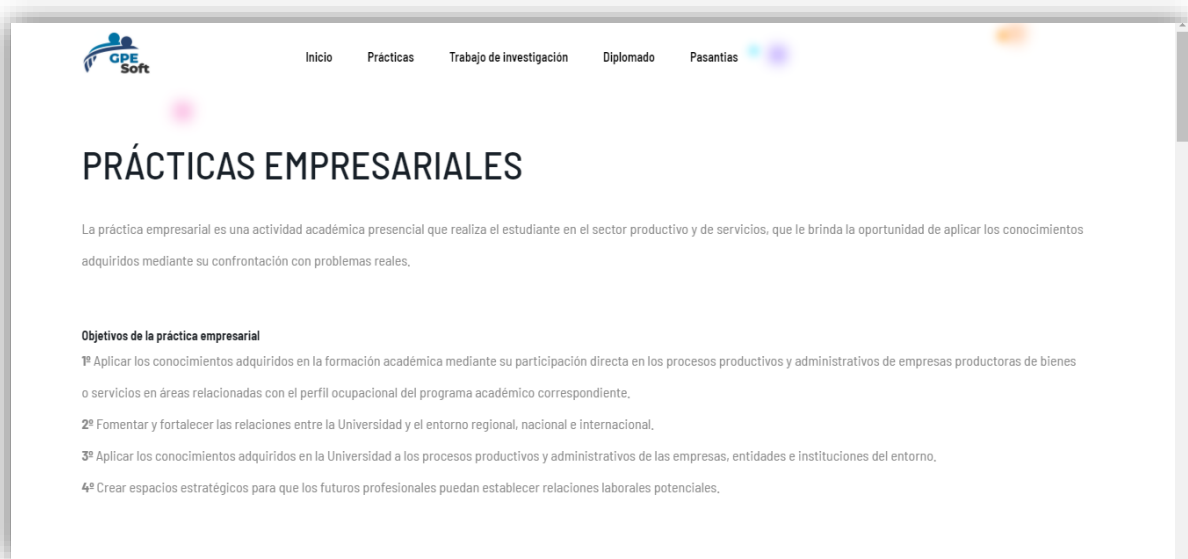 GPE
Soft
Inicio Prácticas Trabajo de investigación Diplomado Pasantias
PRÁCTICAS EMPRESARIALES
La práctica empresarial es una actividad académica presencial que realiza el estudiante en el sector productivo y de servicios, que le brinda la oportunidad de aplicar los conocimientos
adquiridos mediante su confrontación con problemas reales.
Objetivos de la práctica empresarial
1º Aplicar los conocimientos adquiridos en la formación académica mediante su participación directa en los procesos productivos y administrativos de empresas productoras de bienes
o servicios en áreas relacionadas con el perfil ocupacional del programa académico correspondiente.
2º Fomentar y fortalecer las relaciones entre la Universidad y el entorno regional, nacional e internacional.
3º Aplicar los conocimientos adquiridos en la Universidad a los procesos productivos y administrativos de las empresas, entidades e instituciones del entorno.
4º Crear espacios estratégicos para que los futuros profesionales puedan establecer relaciones laborales potenciales.